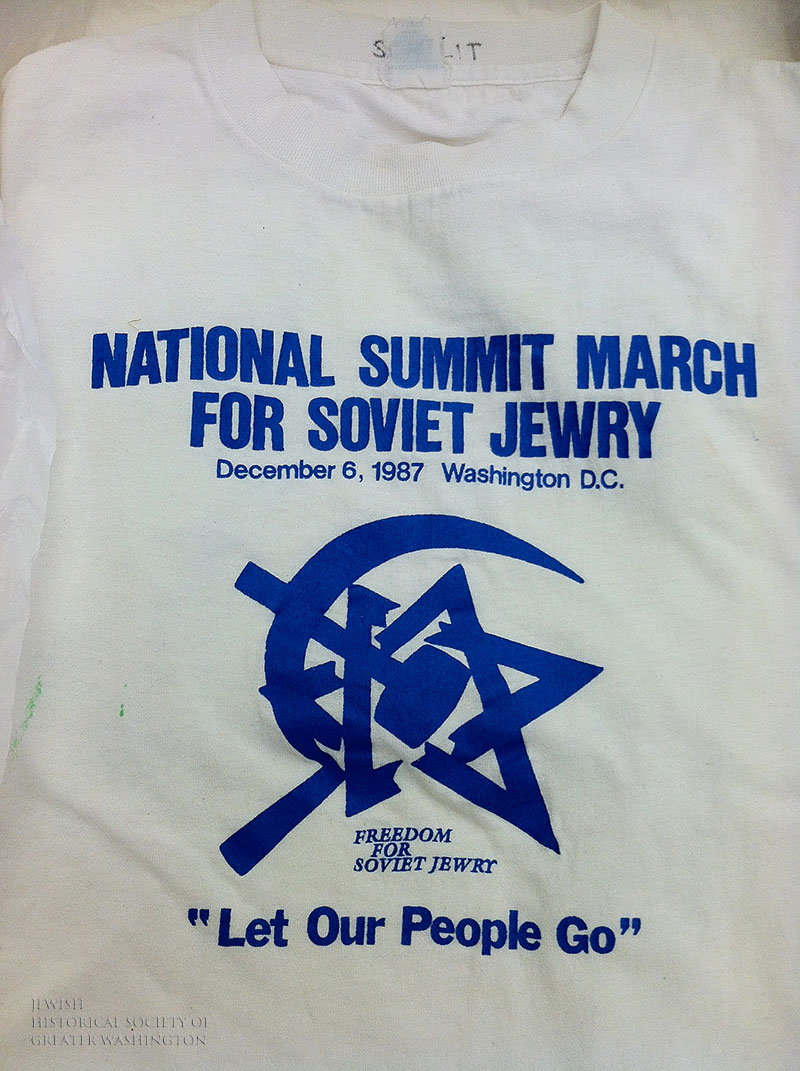 NATIONAL SUMMIT MARCH
FOR SOVIET JEWRY
December 6, 1987 Washington D.C.
FREEDOM
FOR
SOVIET JEWRY
"Let Our People Go"
JEWISH
HISTORICAL SOCIETY OF
GREATER WASHINGTON